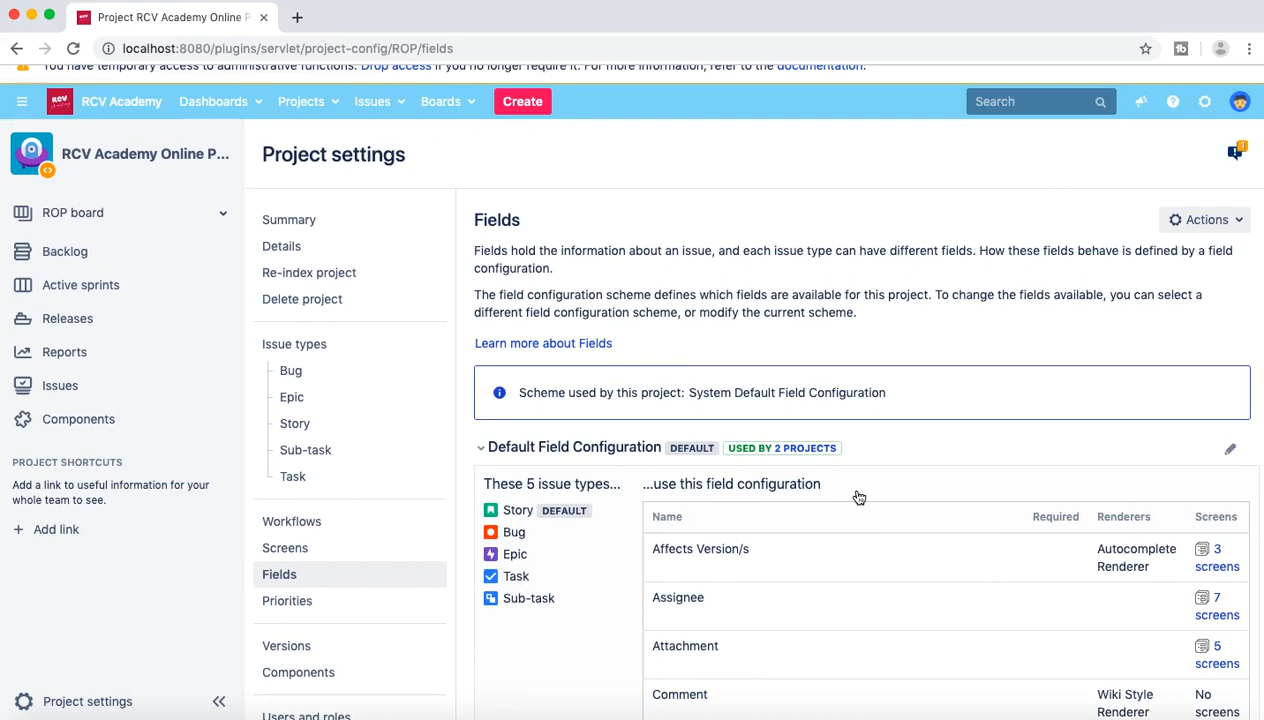 Project RCV Academy Online P
localhost:8080/plugins/servlet/project-config/ROP/fields
You have temporary access to administrative functions. Drop access if you no longer require it. For more information, refer to the documentation.
RCV Academy
Dashboards
Projects
Issues
Boards
Create
Search
RCV Academy Online P...
ROP board
Backlog
Active sprints
Releases
Reports
Issues
Components
PROJECT SHORTCUTS
Add a link to useful information for your
whole team to see.
+ Add link
Project settings
Project settings
Summary
Details
Re-index project
Delete project
Issue types
Bug
Epic
Story
Sub-task
Task
Workflows
Screens
Fields
Priorities
Versions
Components
Users and roles
Fields
Actions
Fields hold the information about an issue, and each issue type can have different fields. How these fields behave is defined by a field
configuration.
The field configuration scheme defines which fields are available for this project. To change the fields available, you can select a
different field configuration scheme, or modify the current scheme.
Learn more about Fields
Scheme used by this project: System Default Field Configuration
Default Field Configuration DEFAULT USED BY 2 PROJECTS
These 5 issue types...
Story DEFAULT
Bug
Epic
Task
Sub-task
...use this field configuration
Name Required Renderers Screens
Affects Version/s Autocomplete 3
Renderer screens
Assignee 7
screens
Attachment 5
screens
Comment Wiki Style No
Renderer screens